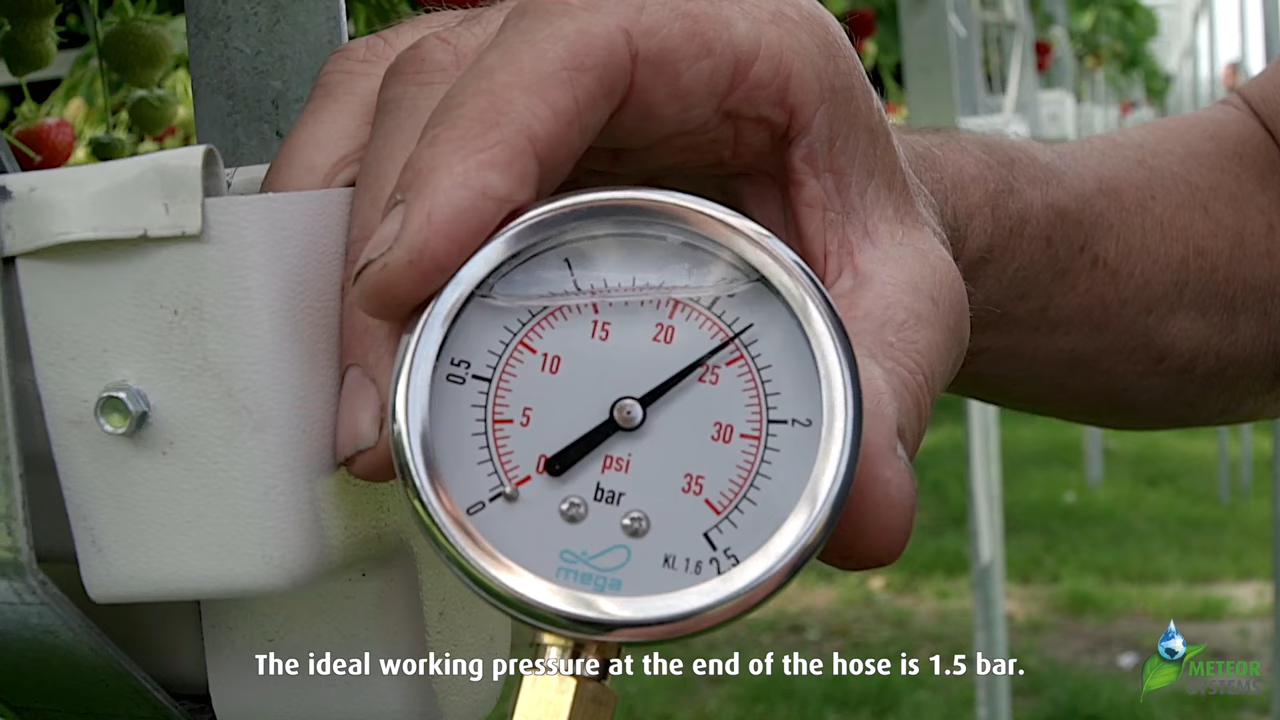 1
15
20
0.5
10
25
5
2
30
0
psi
35
bar
0
KL 1.6
2.5
mega
The ideal working pressure at the end of the hose is 1.5 bar.
METEOR
SYSTEMS